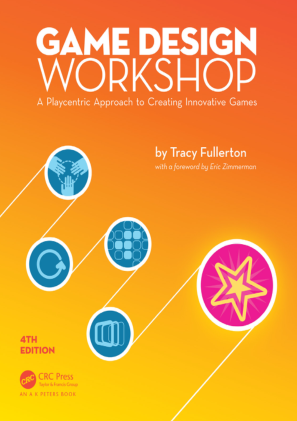 GAME DESIGN
WORKSHOP
A Playcentric Approach to Creating Innovative Games
by Tracy Fullerton
with a foreword by Eric Zimmerman
4TH
EDITION
CRC
CRC Press
Taylor & Francis Group
AN A K PETERS BOOK